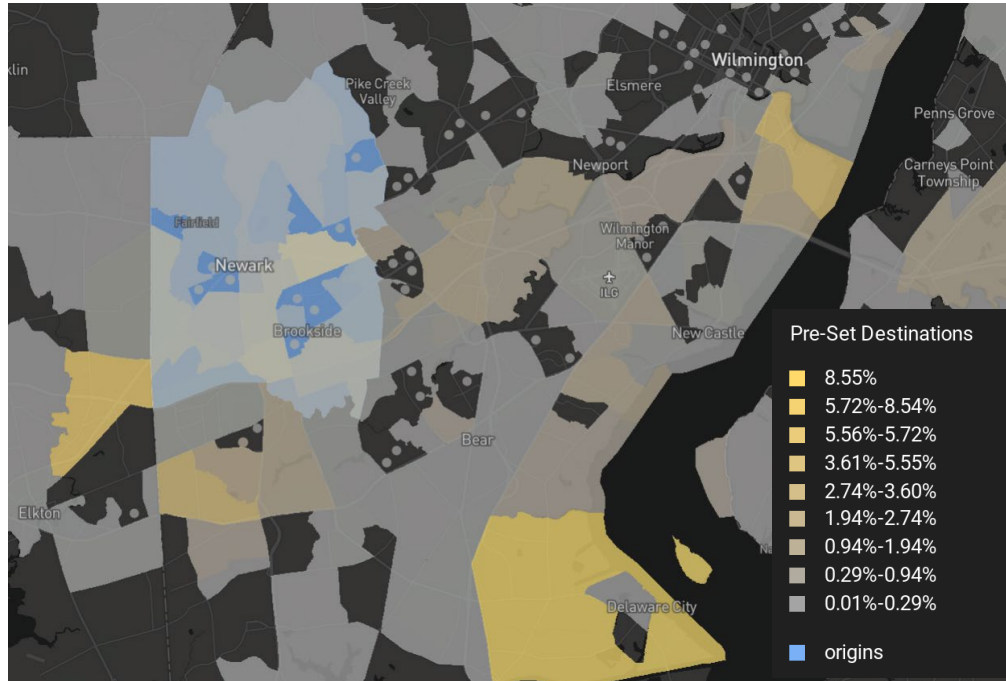 Wilmington
klin
Pike Creek
Valley
Elsmere
Penns Grove
Newport
Carneys Point
Township
Fairfield
Wilmington
Manor
Newark
ILG
Brookside
New Castle
Bear
Elkton
Delaware City
Pre-Set Destinations
8.55%
5.72%-8.54%
5.56%-5.72%
3.61%-5.55%
2.74%-3.60%
1.94%-2.74%
0.94%-1.94%
0.29%-0.94%
0.01%-0.29%
origins